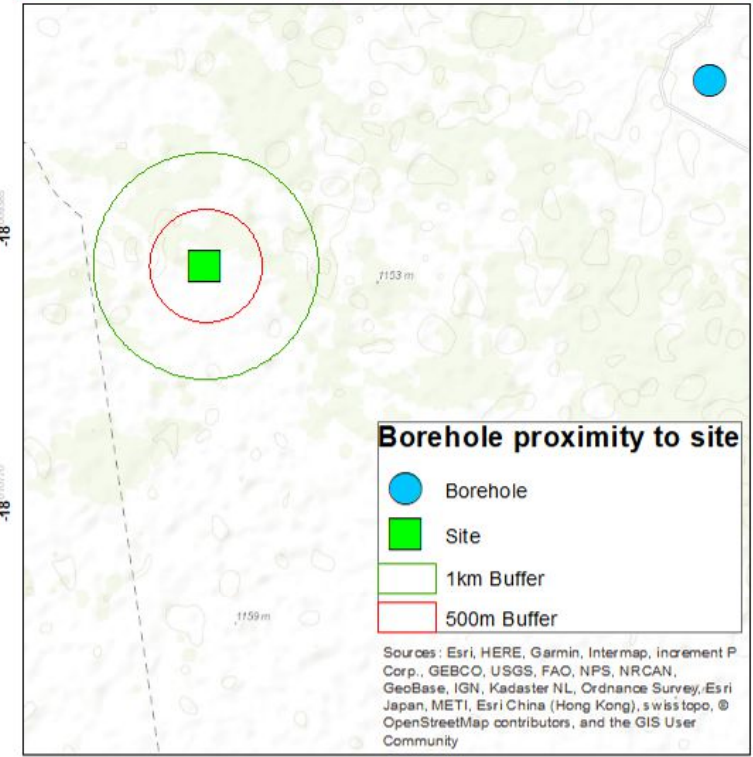 -18
1153 m
Borehole proximity to site
Borehole
-18
Site
1km Buffer
1159 m
500m Buffer
Sources: Esri, HERE, Garmin, Intermap, increment P
Corp., GEBCO, USGS, FAO, NPS, NRCAN,
GeoBase, IGN, Kadaster NL, Ordnance Survey, Esri
Japan, METI, Esri China (Hong Kong), swisstopo, ©
OpenStreetMap contributors, and the GIS User
Community